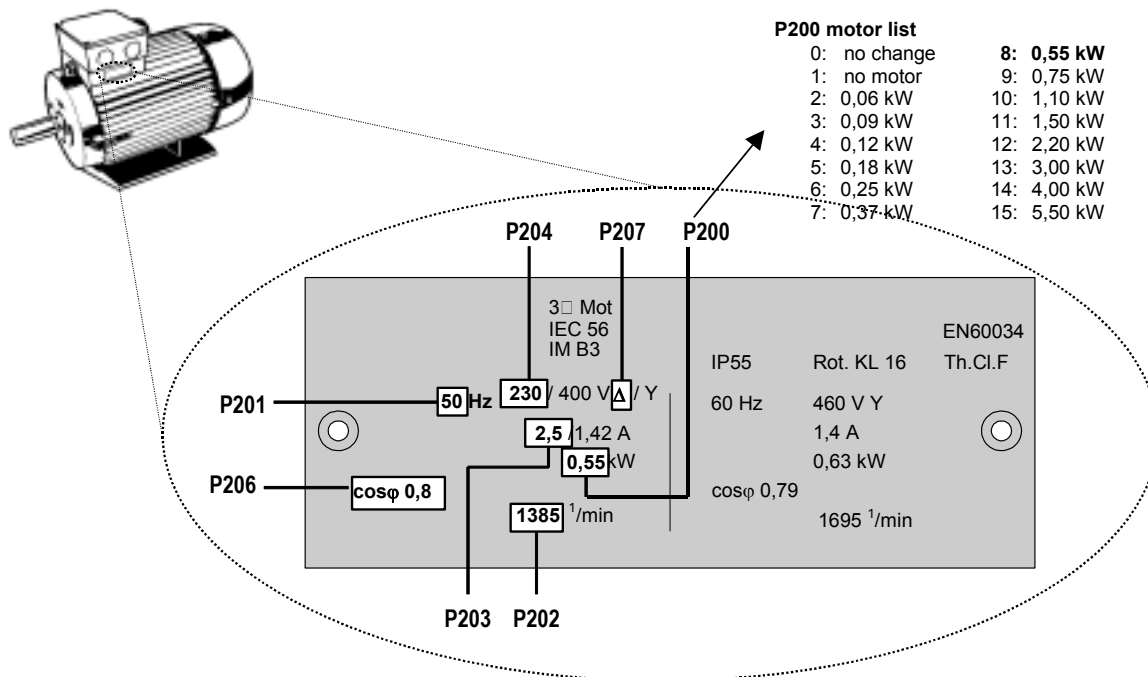 P200 motor list
0: no change 8: 0,55 kW
1: no motor 9: 0,75 kW
2: 0,06 kW 10: 1,10 kW
3: 0,09 kW 11: 1,50 kW
4: 0,12 kW 12: 2,20 kW
5: 0,18 kW 13: 3,00 kW
6: 0,25 kW 14: 4,00 kW
7: 0,37 kW 15: 5,50 kW
P204 P207 P200
3□ Mot
IEC 56
IM B3
EN60034
IP55 Rot. KL 16 Th.Cl.F
P201 50 Hz 230 / 400 V Δ / Y
60 Hz 460 V Y
2,5 /1,42 A 1,4 A
0,55 kW 0,63 kW
P206 cosφ 0,8 cosφ 0,79
1385 ¹/min 1695 ¹/min
P203 P202